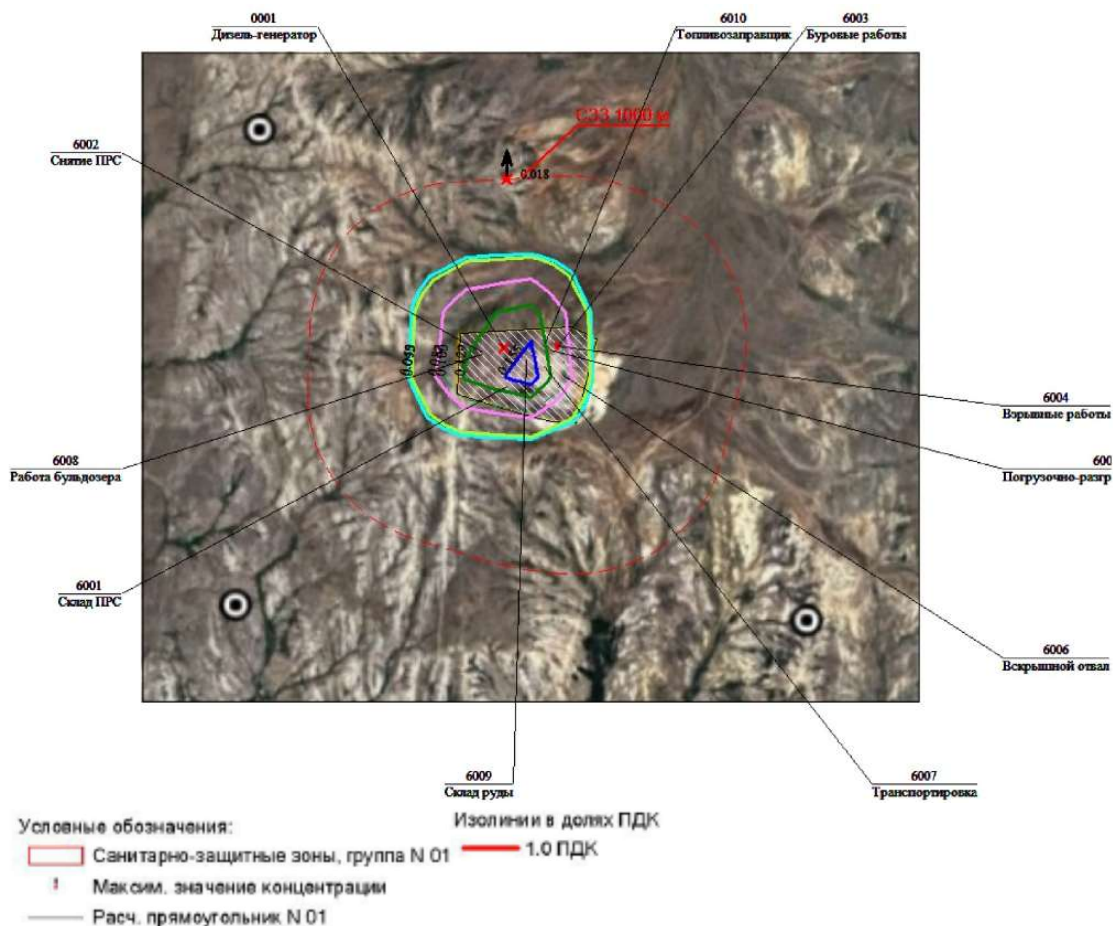 0001
Дизель-генератор
6010
Топливозаправщик
6003
Буровые работы
СЗЗ 1000 м
6002
Снятие ПРС
0.018
6004
Взрывные работы
6008
Работа бульдозера
600
Погрузочно-разгр
6001
Склад ПРС
6006
Вскрышной отвал
6009
Склад руды
6007
Транспортировка
Условные обозначения:
Изолинии в долях ПДК
Санитарно-защитные зоны, группа N 01
1.0 ПДК
Максим. значение концентрации
Расч. прямоугольник N 01